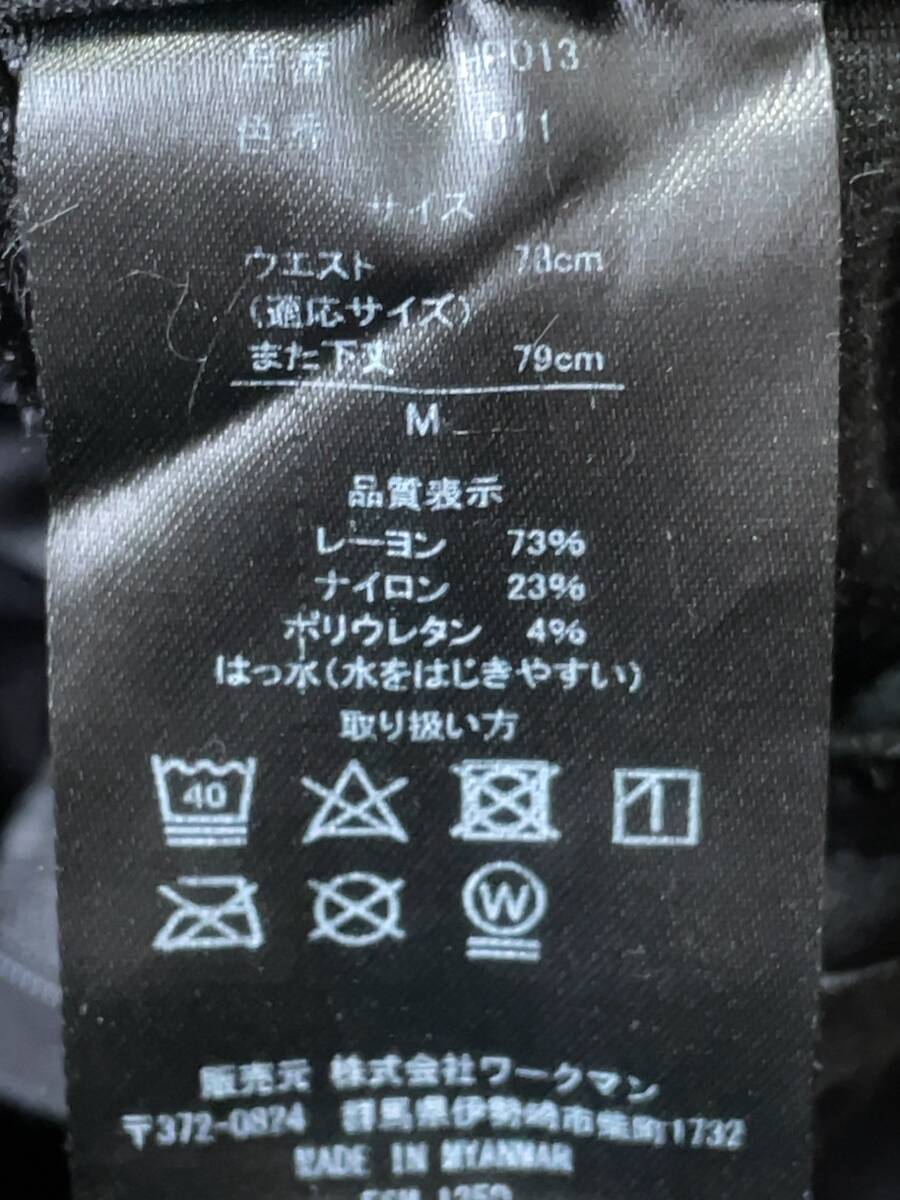 品番 HP013
色番 011
サイズ
ウエスト 78cm
(適応サイズ)
また下丈 79cm
M
品質表示
レーヨン 73%
ナイロン 23%
ポリウレタン 4%
はっ水(水をはじきやすい)
取り扱い方
40
W
販売元 株式会社ワークマン
〒372-0824 群馬県伊勢崎市柴町1732
MADE IN MYANMAR